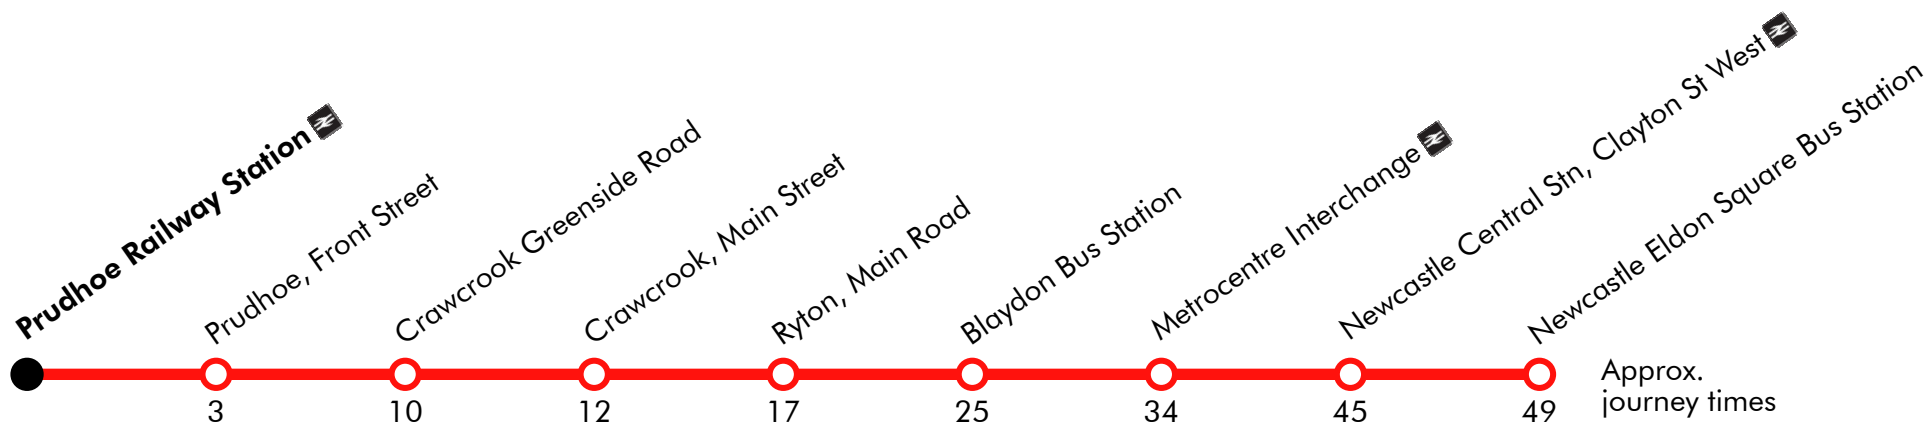 Prudhoe Railway Station
Prudhoe, Front Street
Crawcrook Greenside Road
Crawcrook, Main Street
Ryton, Main Road
Blaydon Bus Station
Metrocentre Interchange
Newcastle Central Stn, Clayton St West
Newcastle Eldon Square Bus Station
3 10 12 17 25 34 45 49
Approx.
journey times